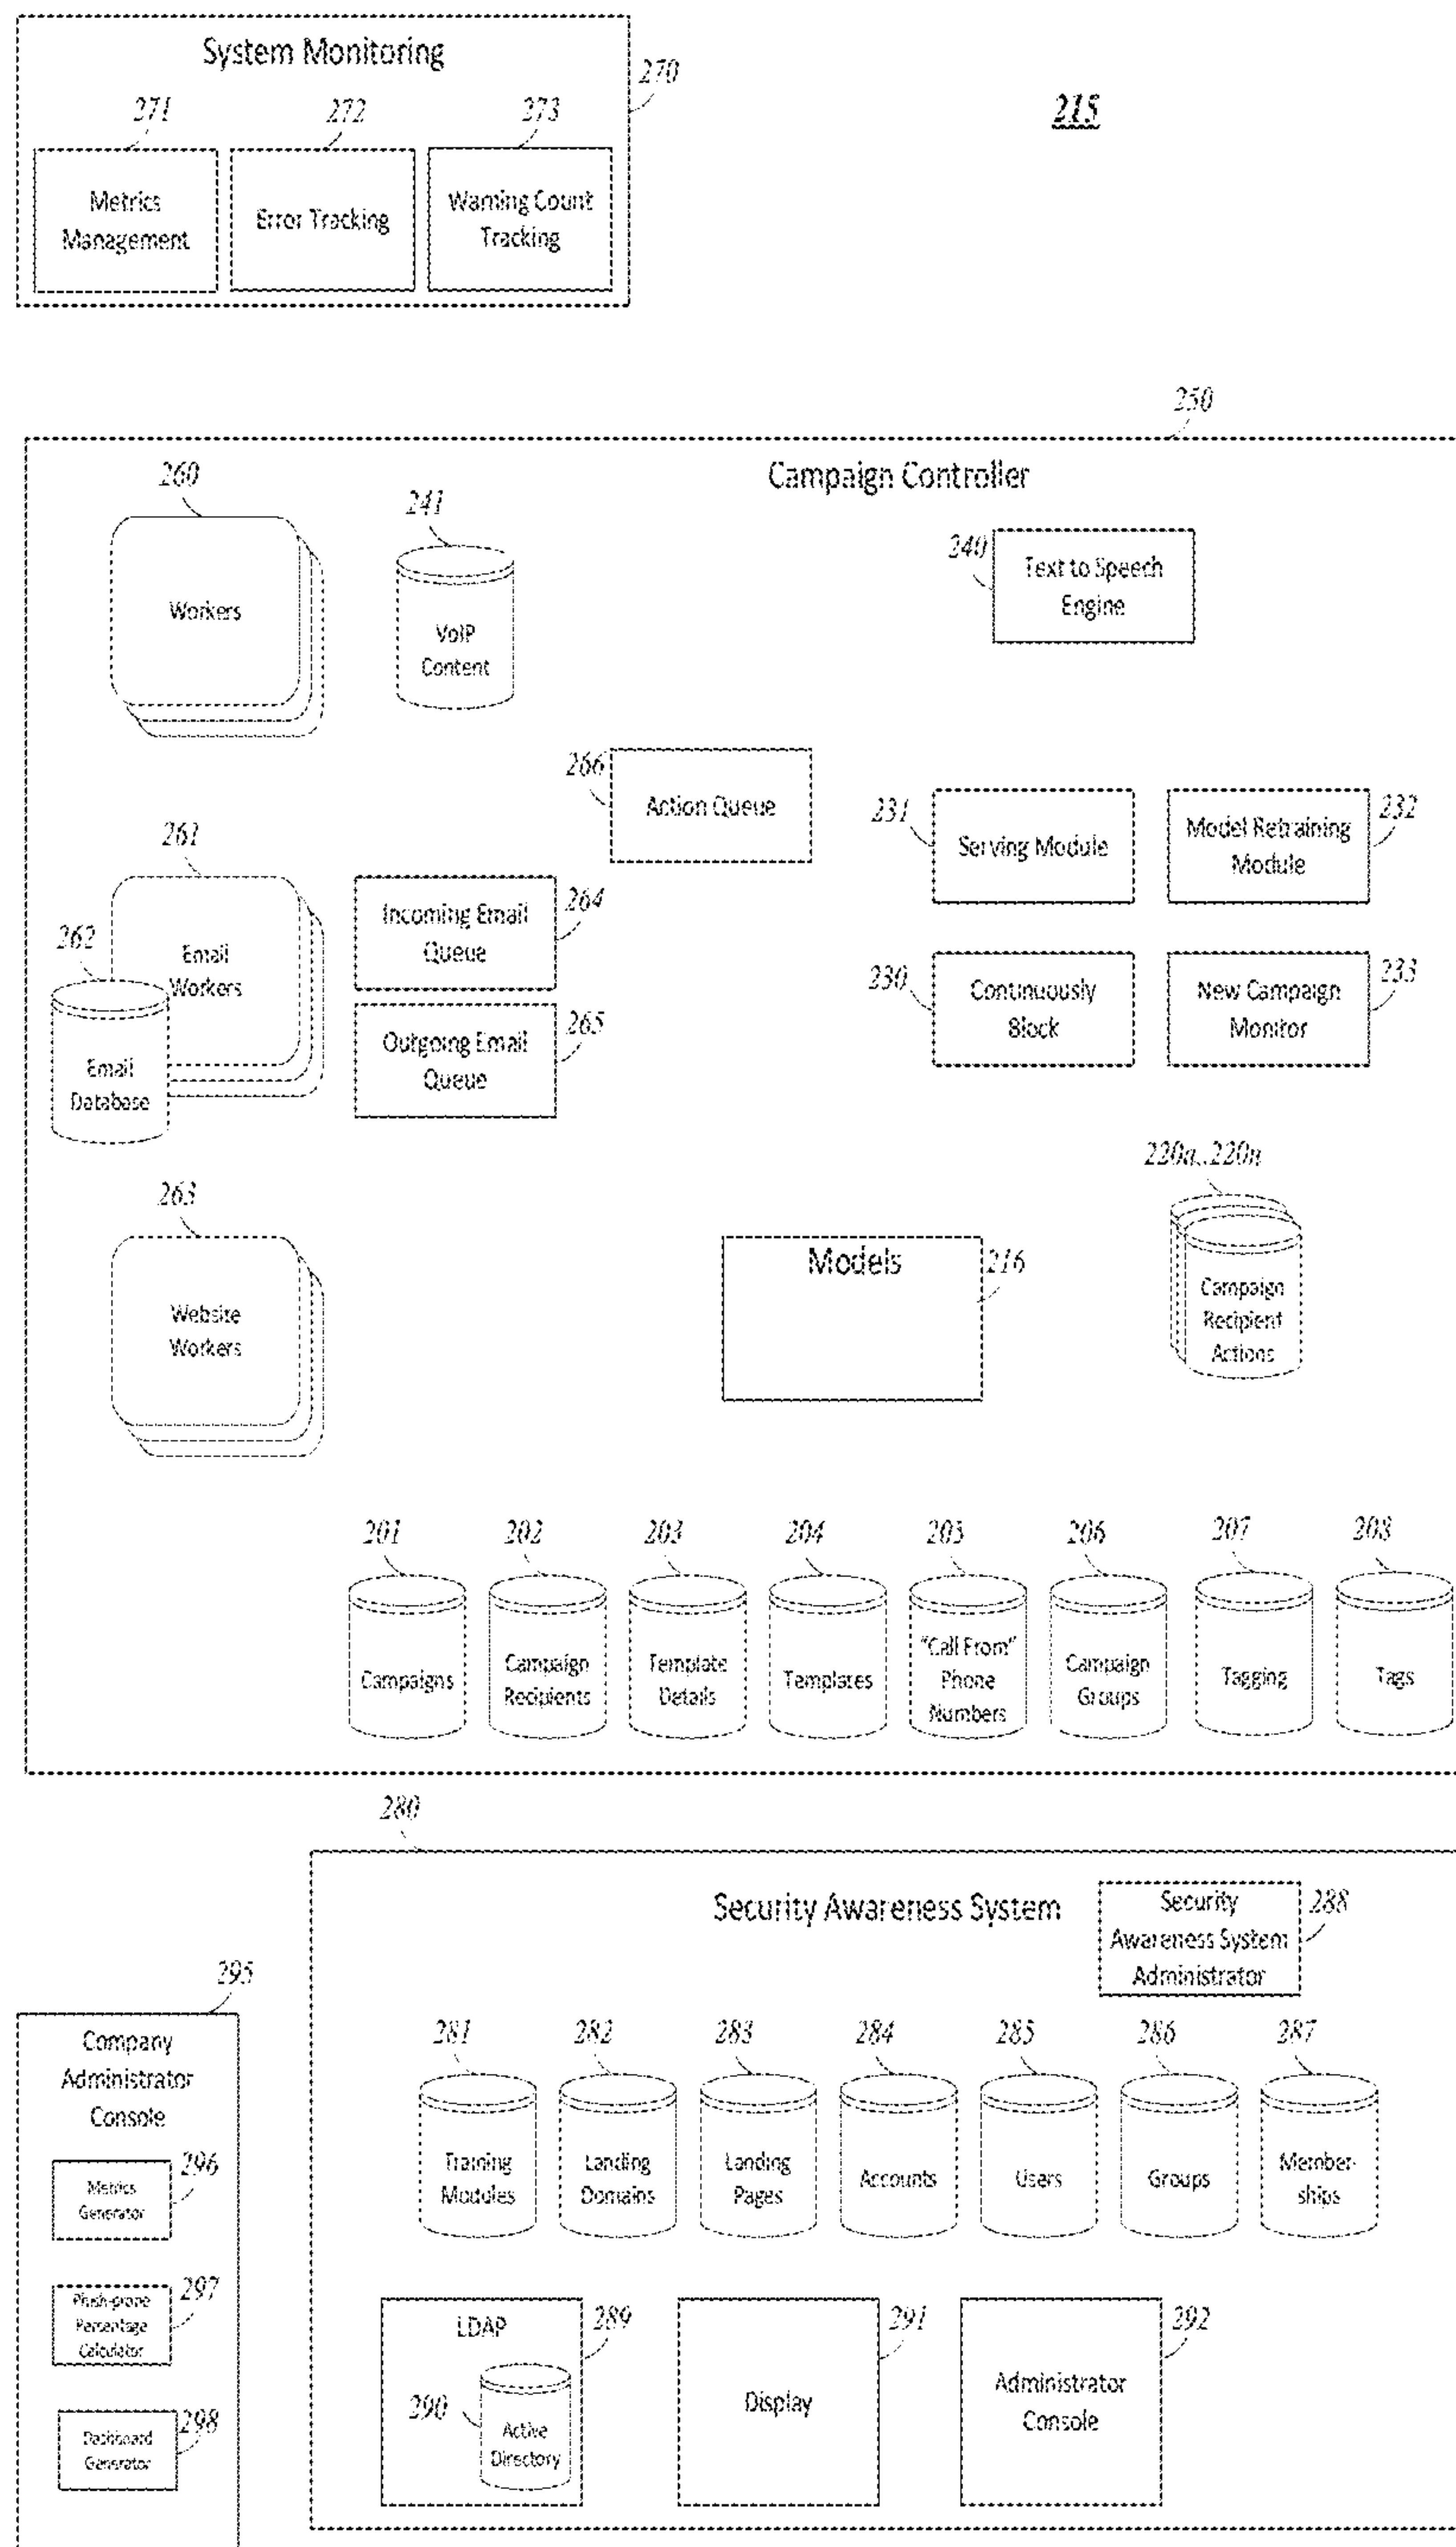 System Monitoring
270
215
271
272
273
Metrics
Management
Error Tracking
Warning Count
Tracking
250
Campaign Controller
260
Workers
241
VoIP
Content
240
Text to Speech
Engine
266
Action Queue
231
Serving Module
Model Retraining
Module
232
261
Email
Workers
262
Email
Database
Incoming Email
Queue
264
Outgoing Email
Queue
265
230
Continuously
Block
New Campaign
Monitor
233
263
Website
Workers
Models
216
220a..220n
Campaign
Recipient
Actions
201
202
203
204
205
206
207
208
Campaigns
Campaign
Recipients
Template
Details
Templates
"Call From"
Phone
Numbers
Campaign
Groups
Tagging
Tags
280
Security Awareness System
Security
Awareness System
Administrator
288
281
282
283
284
285
286
287
Training
Modules
Landing
Domains
Landing
Pages
Accounts
Users
Groups
Member-
ships
LDAP
289
290
Active
Directory
Display
291
Administrator
Console
292
295
Company
Administrator
Console
Metrics
Generator
296
Phish-prone
Percentage
Calculator
297
Dashboard
Generator
298